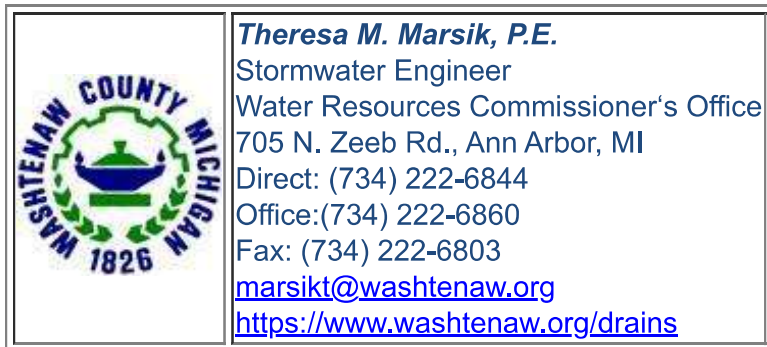 WASHTENAW COUNTY MICHIGAN
1826
Theresa M. Marsik, P.E.
Stormwater Engineer
Water Resources Commissioner‘s Office
705 N. Zeeb Rd., Ann Arbor, MI
Direct: (734) 222-6844
Office:(734) 222-6860
Fax: (734) 222-6803
marsikt@washtenaw.org
https://www.washtenaw.org/drains